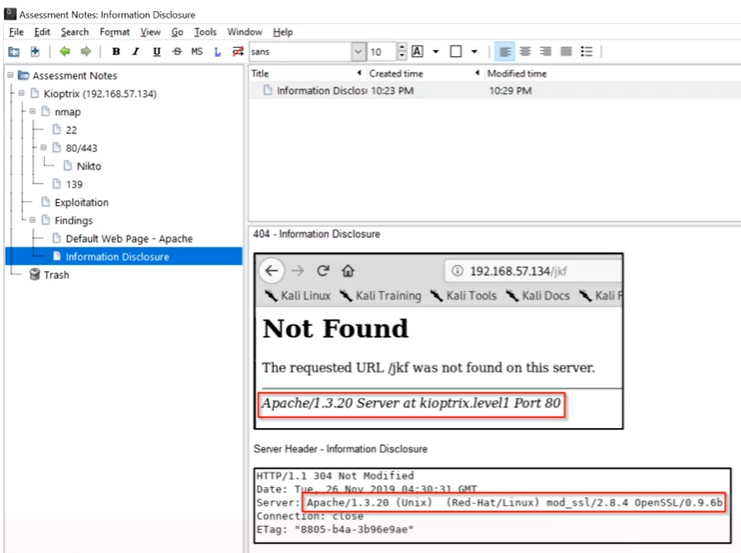 Assessment Notes: Information Disclosure
File Edit Search Format View Go Tools Window Help
B I U S MS L sans 10 A
Assessment Notes
Kioptrix (192.168.57.134)
nmap
22
80/443
Nikto
139
Exploitation
Findings
Default Web Page - Apache
Information Disclosure
Trash
Title Created time Modified time
Information Disclos 10:23 PM 10:29 PM
404 - Information Disclosure
192.168.57.134/jkf
Kali Linux Kali Training Kali Tools Kali Docs Kali F
Not Found
The requested URL /jkf was not found on this server.
Apache/1.3.20 Server at kioptrix.level1 Port 80
Server Header - Information Disclosure
HTTP/1.1 304 Not Modified
Date: Tue, 26 Nov 2019 04:30:31 GMT
Server: Apache/1.3.20 (Unix) (Red-Hat/Linux) mod_ssl/2.8.4 OpenSSL/0.9.6b
Connection: close
ETag: "8805-b4a-3b96e9ae"